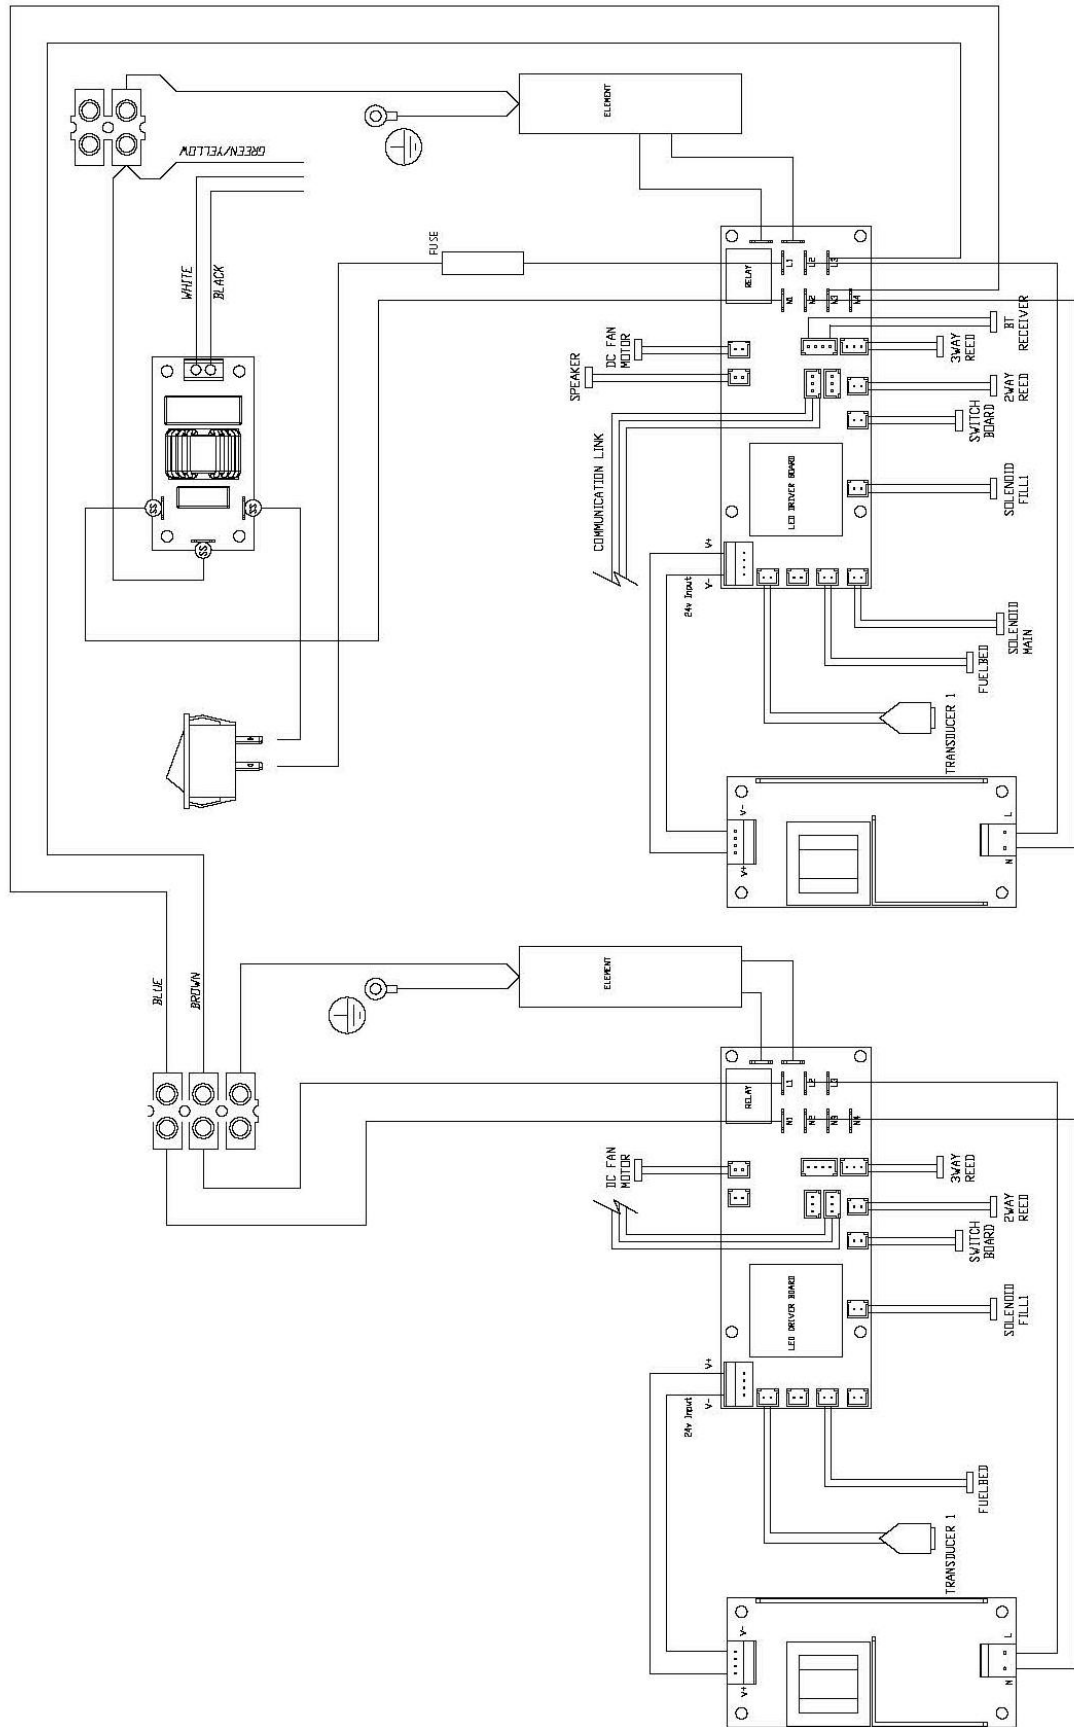 GREEN/YELLOW
WHITE
BLACK
ELEMENT
FUSE
RELAY
L1
L2
L3
N1
N2
N3
N4
BT
RECEIVER
3WAY
REED
2WAY
REED
SWITCH
BOARD
DC FAN
MOTOR
SPEAKER
COMMUNICATION LINK
LED DRIVER BOARD
SOLENOID
FILL1
V+
V-
24v Input
SOLENOID
MAIN
FUELBED
TRANSDUCER 1
V-
V+
L
N
SS
SS
SS
BLUE
BROWN
ELEMENT
RELAY
L1
L2
L3
N1
N2
N3
N4
DC FAN
MOTOR
3WAY
REED
2WAY
REED
SWITCH
BOARD
LED DRIVER BOARD
SOLENOID
FILL1
V+
V-
24v Input
FUELBED
TRANSDUCER 1
V-
V+
L
N